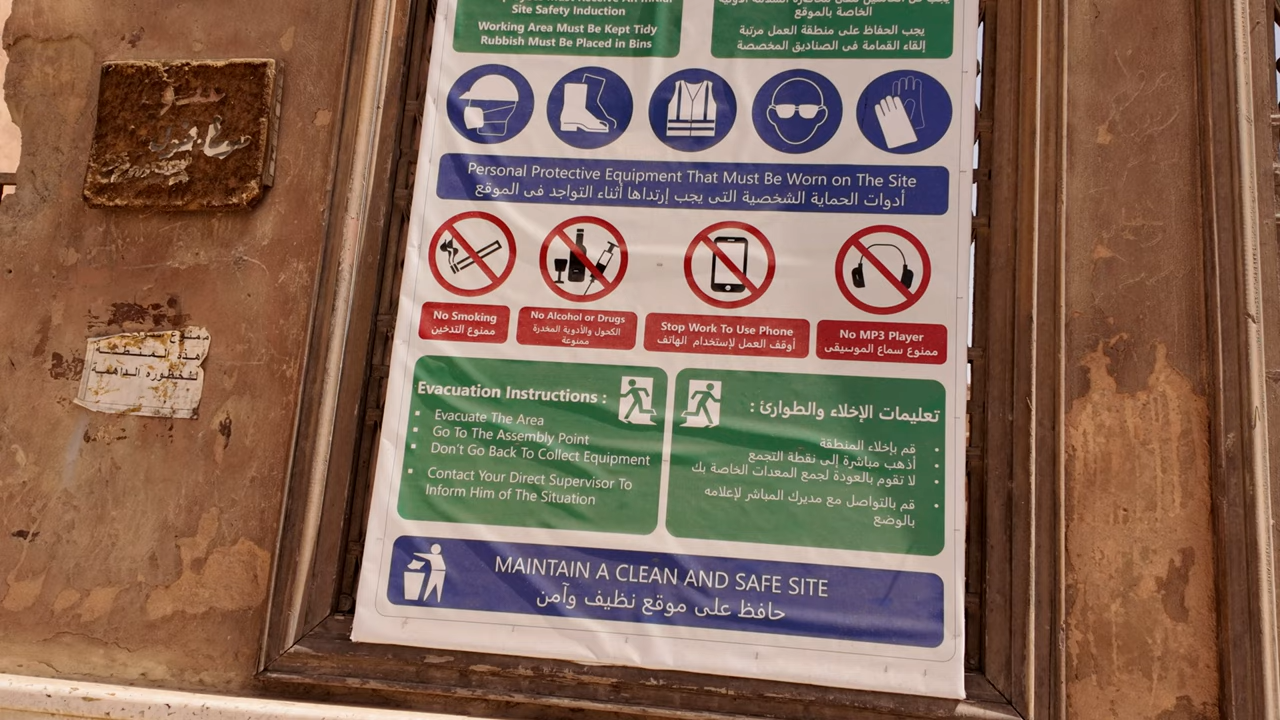 Site Safety Induction
Working Area Must Be Kept Tidy
Rubbish Must Be Placed in Bins
الخاصة بالموقع
يجب الحفاظ على منطقة العمل مرتبة
إلقاء القمامة فى الصناديق المخصصة
Personal Protective Equipment That Must Be Worn on The Site
أدوات الحماية الشخصية التى يجب إرتداها أثناء التواجد فى الموقع
No Smoking
ممنوع التدخين
No Alcohol or Drugs
الكحول والأدوية المخدرة
ممنوعة
Stop Work To Use Phone
أوقف العمل لإستخدام الهاتف
No MP3 Player
ممنوع سماع الموسيقى
Evacuation Instructions :
Evacuate The Area
Go To The Assembly Point
Don't Go Back To Collect Equipment
Contact Your Direct Supervisor To
Inform Him of The Situation
تعليمات الإخلاء والطوارئ :
قم بإخلاء المنطقة
أذهب مباشرة إلى نقطة التجمع
لا تقوم بالعودة لجمع المعدات الخاصة بك
قم بالتواصل مع مديرك المباشر لإعلامه
بالوضع
MAINTAIN A CLEAN AND SAFE SITE
حافظ على موقع نظيف وآمن
ممنوع
هذه المنطقة